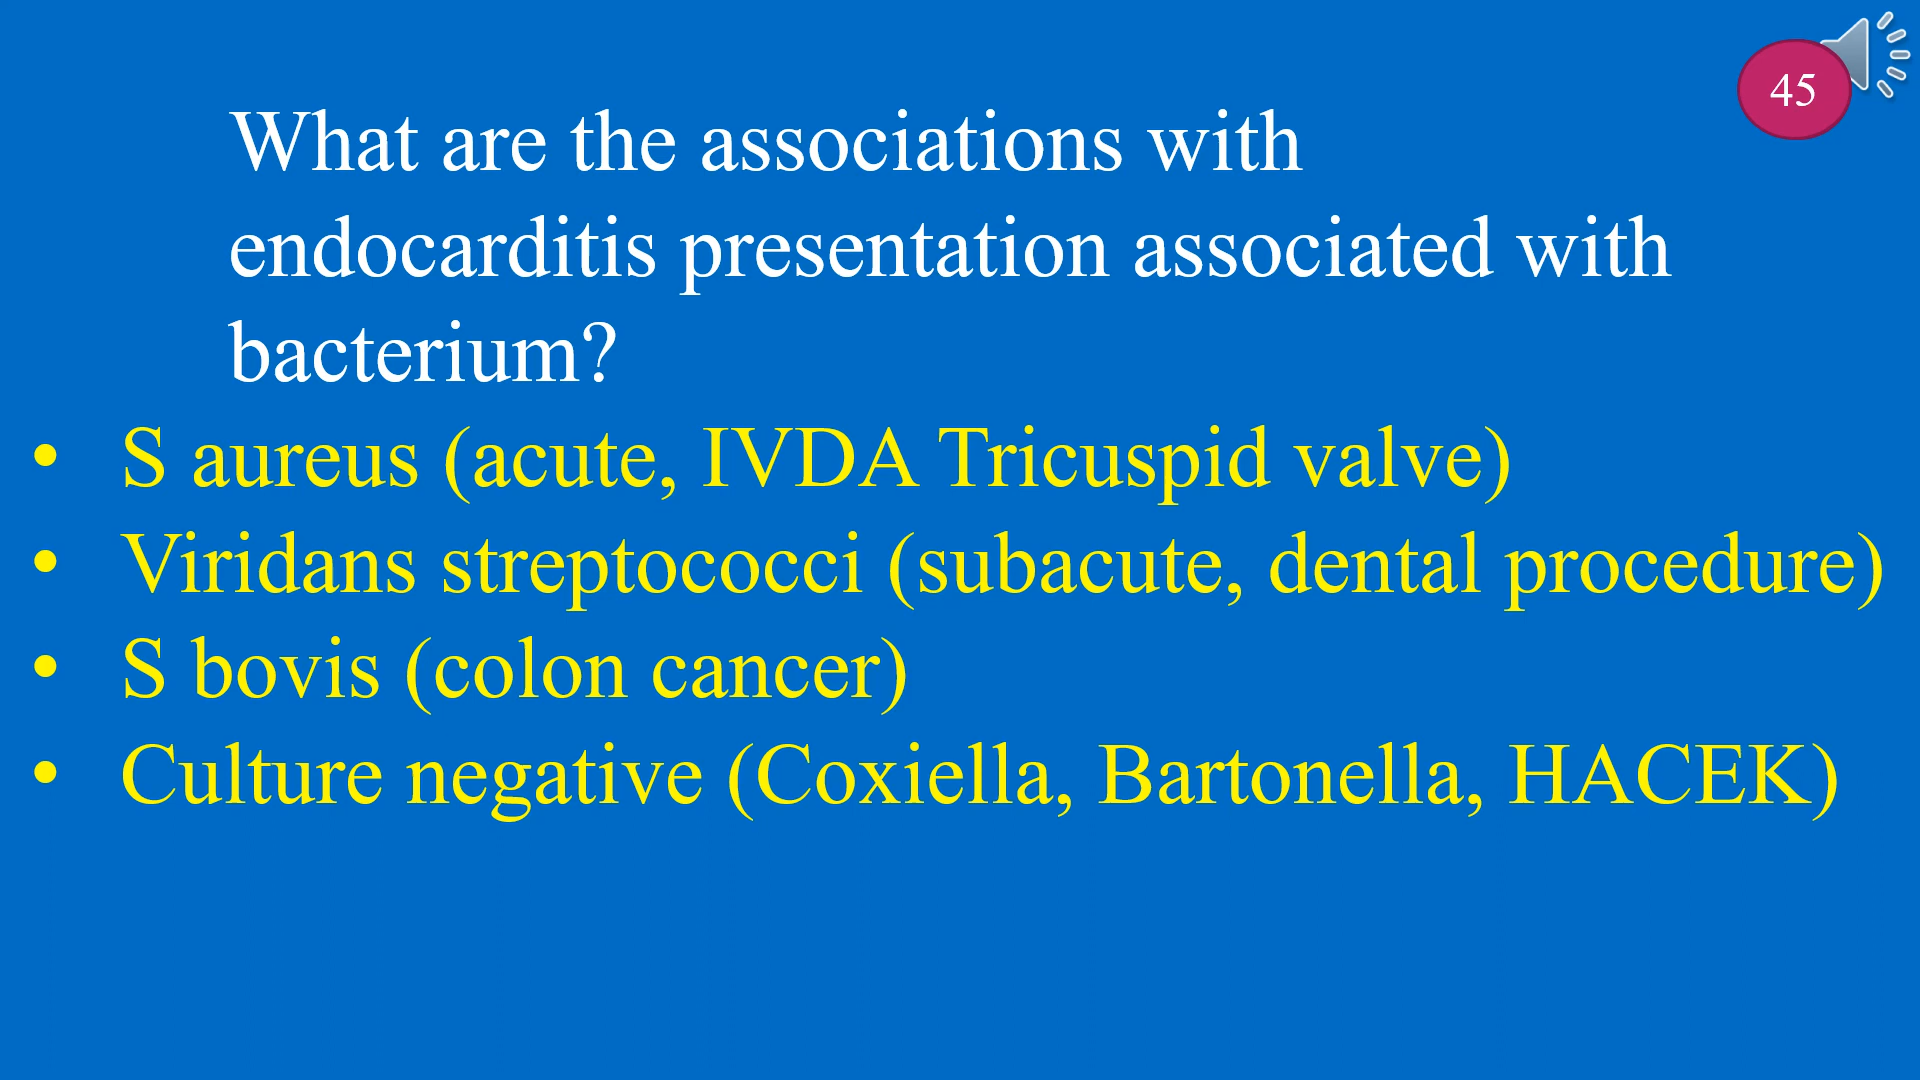 45
What are the associations with
endocarditis presentation associated with
bacterium?
• S aureus (acute, IVDA Tricuspid valve)
• Viridans streptococci (subacute, dental procedure)
• S bovis (colon cancer)
• Culture negative (Coxiella, Bartonella, HACEK)